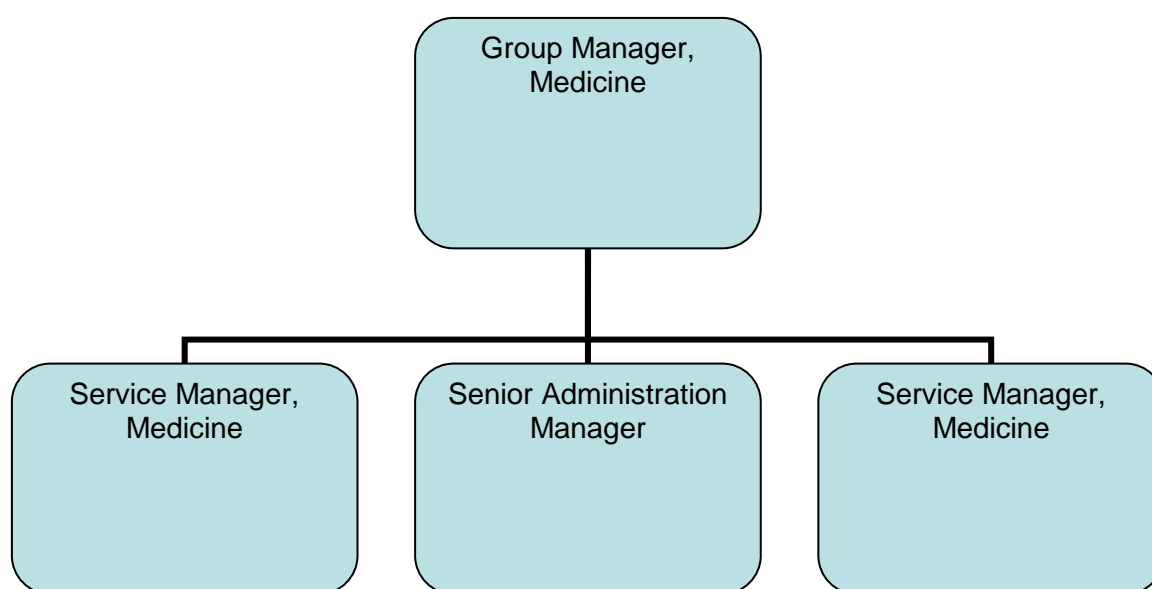 Group Manager,
Medicine
Service Manager,
Medicine
Senior Administration
Manager
Service Manager,
Medicine